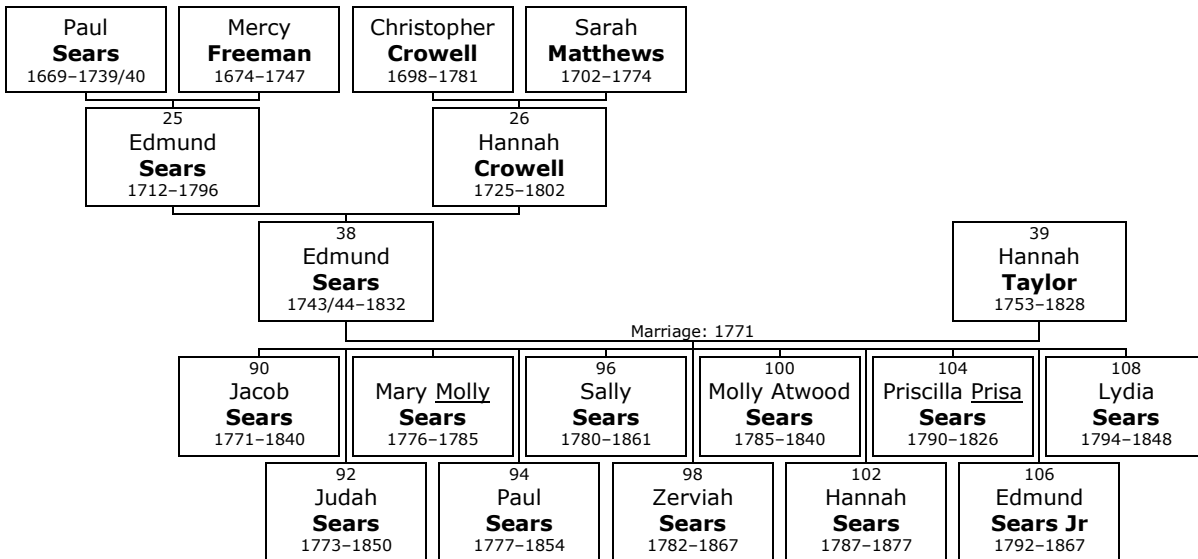 Paul
Sears
1669–1739/40
Mercy
Freeman
1674–1747
Christopher
Crowell
1698–1781
Sarah
Matthews
1702–1774
25
Edmund
Sears
1712–1796
26
Hannah
Crowell
1725–1802
38
Edmund
Sears
1743/44–1832
39
Hannah
Taylor
1753–1828
Marriage: 1771
90
Jacob
Sears
1771–1840
Mary Molly
Sears
1776–1785
96
Sally
Sears
1780–1861
100
Molly Atwood
Sears
1785–1840
104
Priscilla Prisa
Sears
1790–1826
108
Lydia
Sears
1794–1848
92
Judah
Sears
1773–1850
94
Paul
Sears
1777–1854
98
Zerviah
Sears
1782–1867
102
Hannah
Sears
1787–1877
106
Edmund
Sears Jr
1792–1867